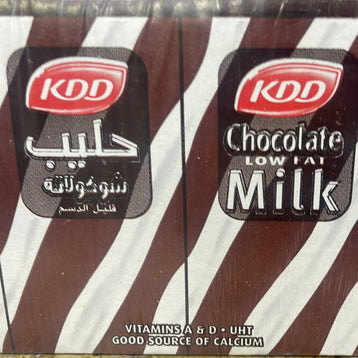 KDD
حليب
شوكولاتة
قليل الدسم
KDD
Chocolate
LOW FAT
Milk
VITAMINS A & D • UHT
GOOD SOURCE OF CALCIUM